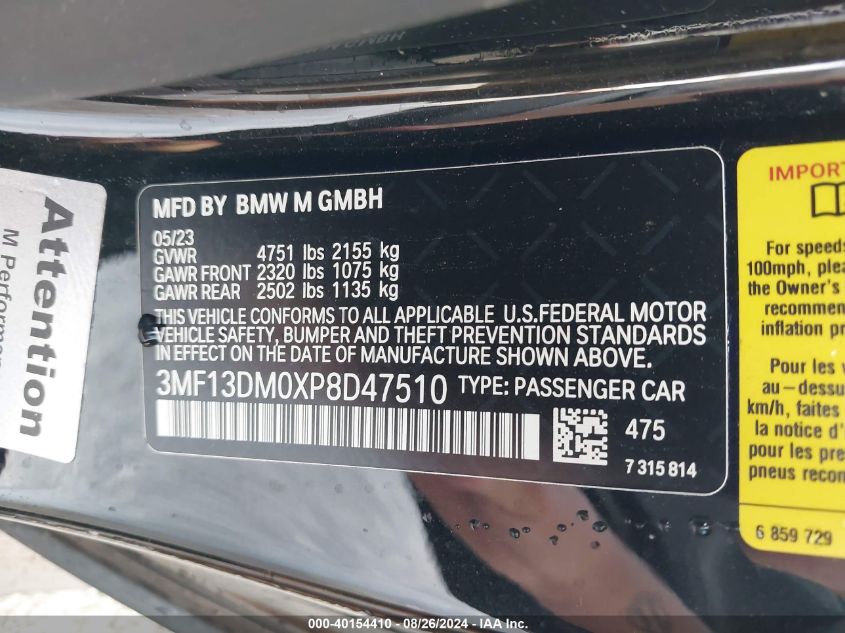 Attention
M Performa
MFD BY BMW M GMBH
05/23
GVWR 4751 lbs 2155 kg
GAWR FRONT 2320 lbs 1075 kg
GAWR REAR 2502 lbs 1135 kg
THIS VEHICLE CONFORMS TO ALL APPLICABLE U.S.FEDERAL MOTOR
VEHICLE SAFETY, BUMPER AND THEFT PREVENTION STANDARDS
IN EFFECT ON THE DATE OF MANUFACTURE SHOWN ABOVE.
3MF13DM0XP8D47510 TYPE: PASSENGER CAR
475
7 315 814
IMPORT
For speeds
100mph, plea
the Owner's
recommen
inflation pr
Pour les v
au-dessu
km/h, faites
la notice d'
pour les pre
pneus recon
6 859 729
000-40154410 - 08/26/2024 - IAA Inc.